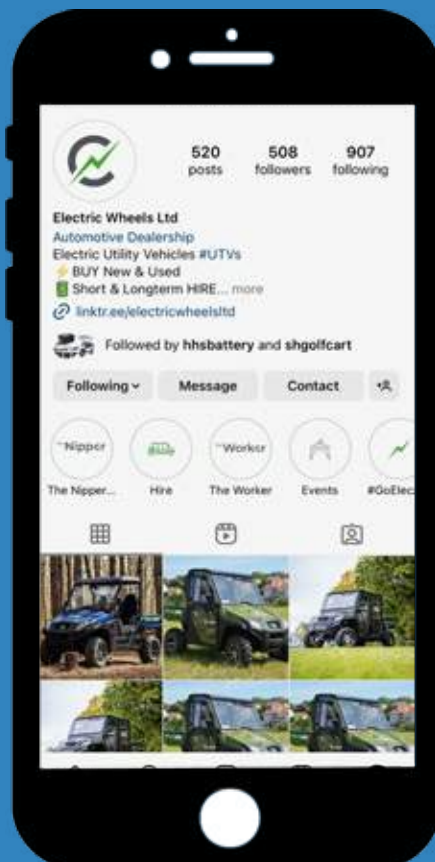 520 508 907
posts followers following
Electric Wheels Ltd
Automotive Dealership
Electric Utility Vehicles #UTVs
⚡BUY New & Used
🔋Short & Longterm HIRE... more
linktr.ee/electricwheelsltd
Followed by hhsbattery and shgolfcart
Following Message Contact
The Nipper The Worker
The Nipper... Hire The Worker Events #GoElec